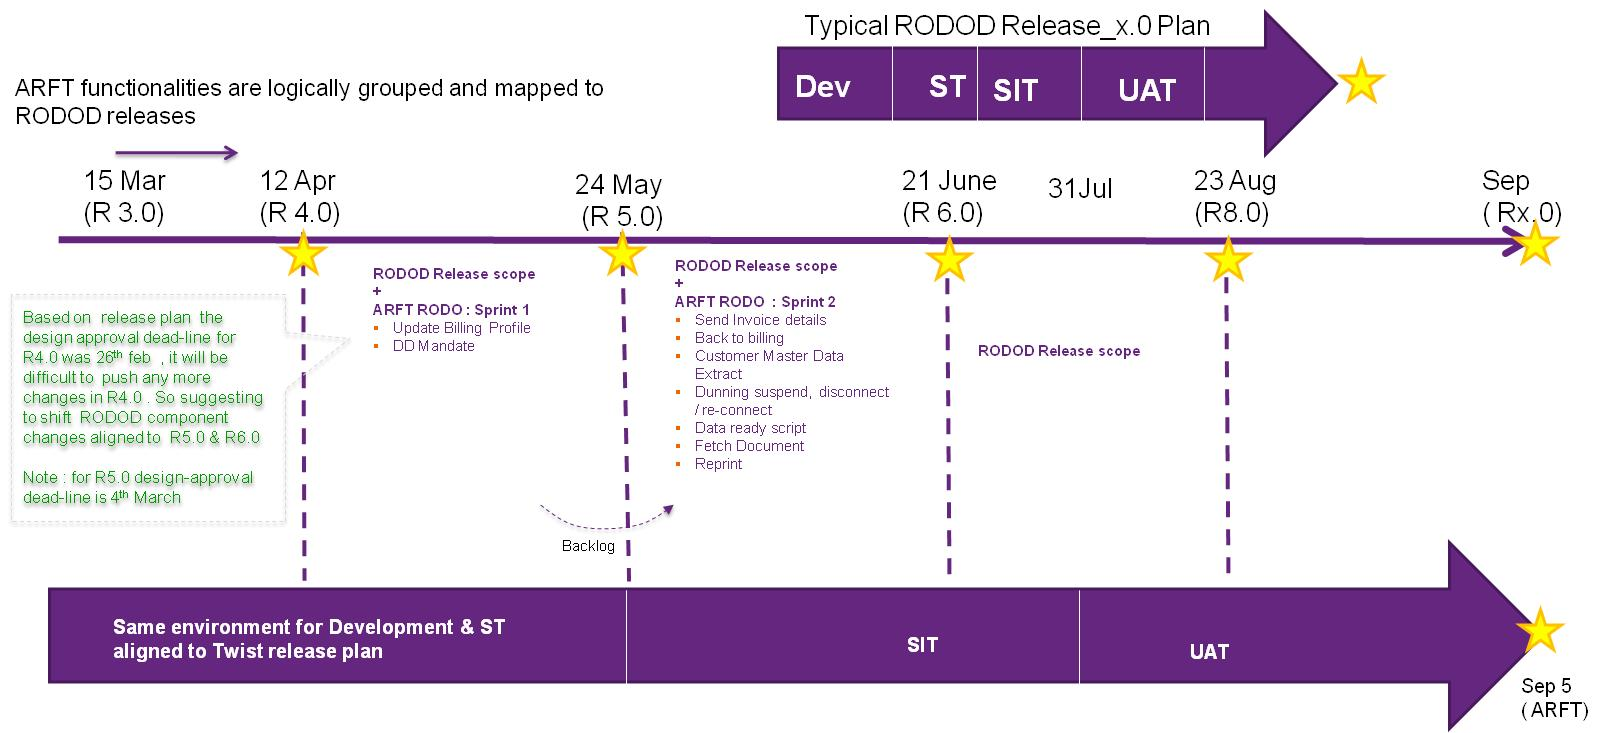 Typical RODOD Release_x.0 Plan
Dev
ST
SIT
UAT
ARFT functionalities are logically grouped and mapped to
RODOD releases
15 Mar
(R 3.0)
12 Apr
(R 4.0)
24 May
(R 5.0)
21 June
(R 6.0)
31Jul
23 Aug
(R8.0)
Sep
( Rx.0)
Based on release plan the
design approval dead-line for
R4.0 was 26th feb , it will be
difficult to push any more
changes in R4.0 . So suggesting
to shift RODOD component
changes aligned to R5.0 & R6.0
Note : for R5.0 design-approval
dead-line is 4th March
RODOD Release scope
+
ARFT RODO : Sprint 1
▪ Update Billing Profile
▪ DD Mandate
RODOD Release scope
+
ARFT RODO : Sprint 2
▪ Send Invoice details
▪ Back to billing
▪ Customer Master Data
Extract
▪ Dunning suspend, disconnect
/ re-connect
▪ Data ready script
▪ Fetch Document
▪ Reprint
RODOD Release scope
Backlog
Same environment for Development & ST
aligned to Twist release plan
SIT
UAT
Sep 5
( ARFT)